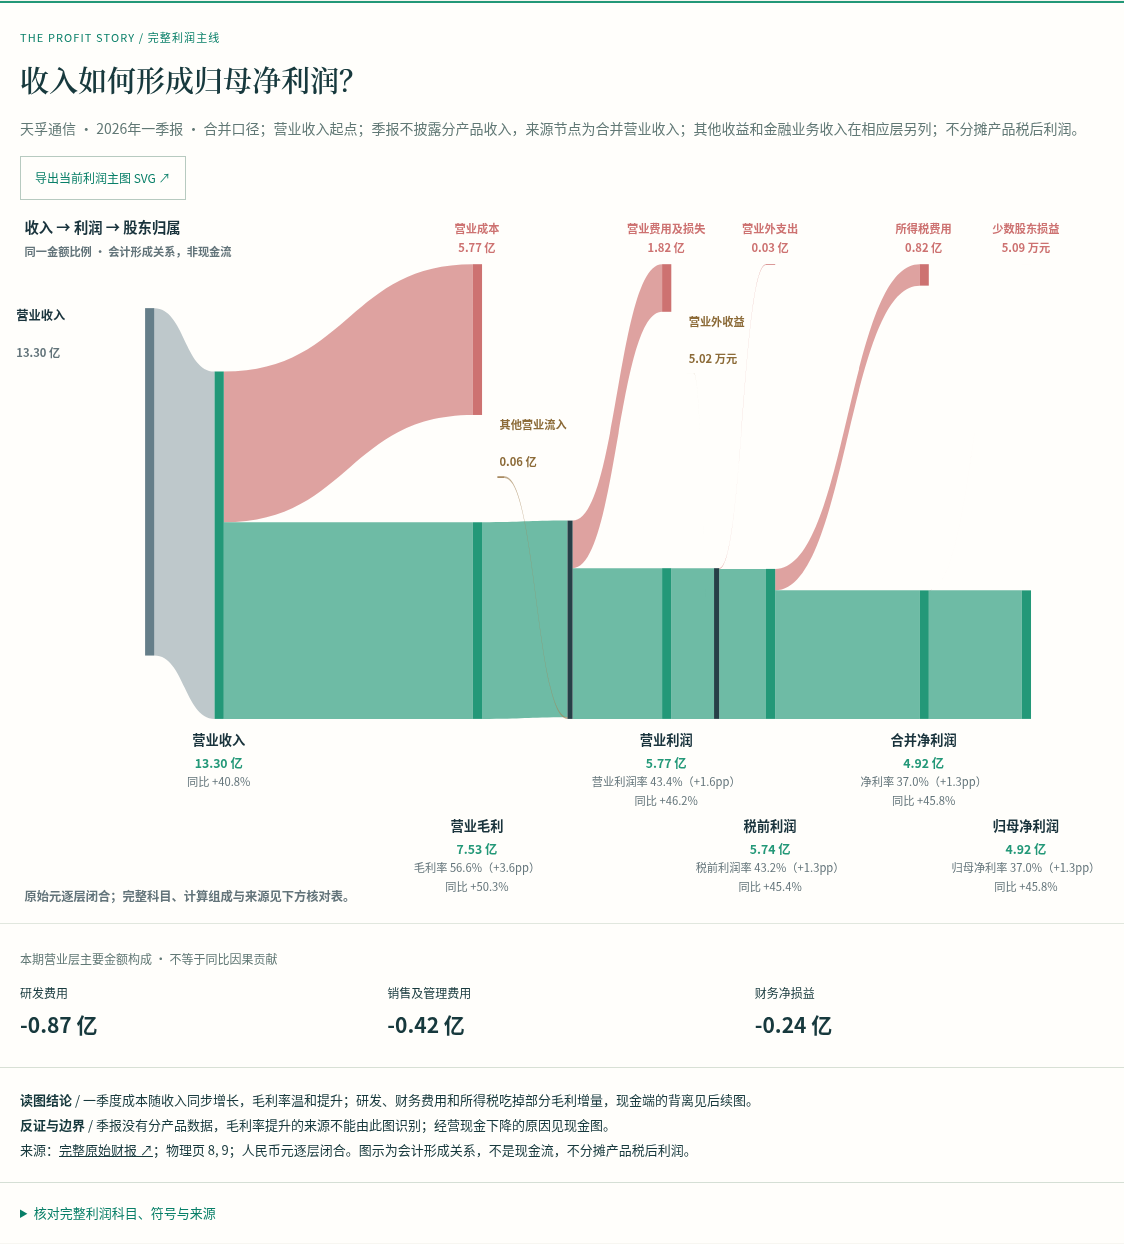 THE PROFIT STORY / 完整利润主线
收入如何形成归母净利润?
天孚通信 · 2026年一季报 · 合并口径；营业收入起点；季报不披露分产品收入，来源节点为合并营业收入；其他收益和金融业务收入在相应层另列；不分摊产品税后利润。
导出当前利润主图 SVG ↗
收入 → 利润 → 股东归属
同一金额比例 · 会计形成关系，非现金流
营业成本
5.77 亿
营业费用及损失
1.82 亿
营业外支出
0.03 亿
所得税费用
0.82 亿
少数股东损益
5.09 万元
营业收入
13.30 亿
营业外收益
5.02 万元
其他营业流入
0.06 亿
营业收入
13.30 亿
同比 +40.8%
营业利润
5.77 亿
营业利润率 43.4%（+1.6pp）
同比 +46.2%
合并净利润
4.92 亿
净利率 37.0%（+1.3pp）
同比 +45.8%
营业毛利
7.53 亿
毛利率 56.6%（+3.6pp）
同比 +50.3%
税前利润
5.74 亿
税前利润率 43.2%（+1.3pp）
同比 +45.4%
归母净利润
4.92 亿
归母净利率 37.0%（+1.3pp）
同比 +45.8%
原始元逐层闭合；完整科目、计算组成与来源见下方核对表。
本期营业层主要金额构成 · 不等于同比因果贡献
研发费用
-0.87 亿
销售及管理费用
-0.42 亿
财务净损益
-0.24 亿
读图结论 / 一季度成本随收入同步增长，毛利率温和提升；研发、财务费用和所得税吃掉部分毛利增量，现金端的背离见后续图。
反证与边界 / 季报没有分产品数据，毛利率提升的来源不能由此图识别；经营现金下降的原因见现金图。
来源：完整原始财报 ↗；物理页 8, 9；人民币元逐层闭合。图示为会计形成关系，不是现金流，不分摊产品税后利润。
▶ 核对完整利润科目、符号与来源